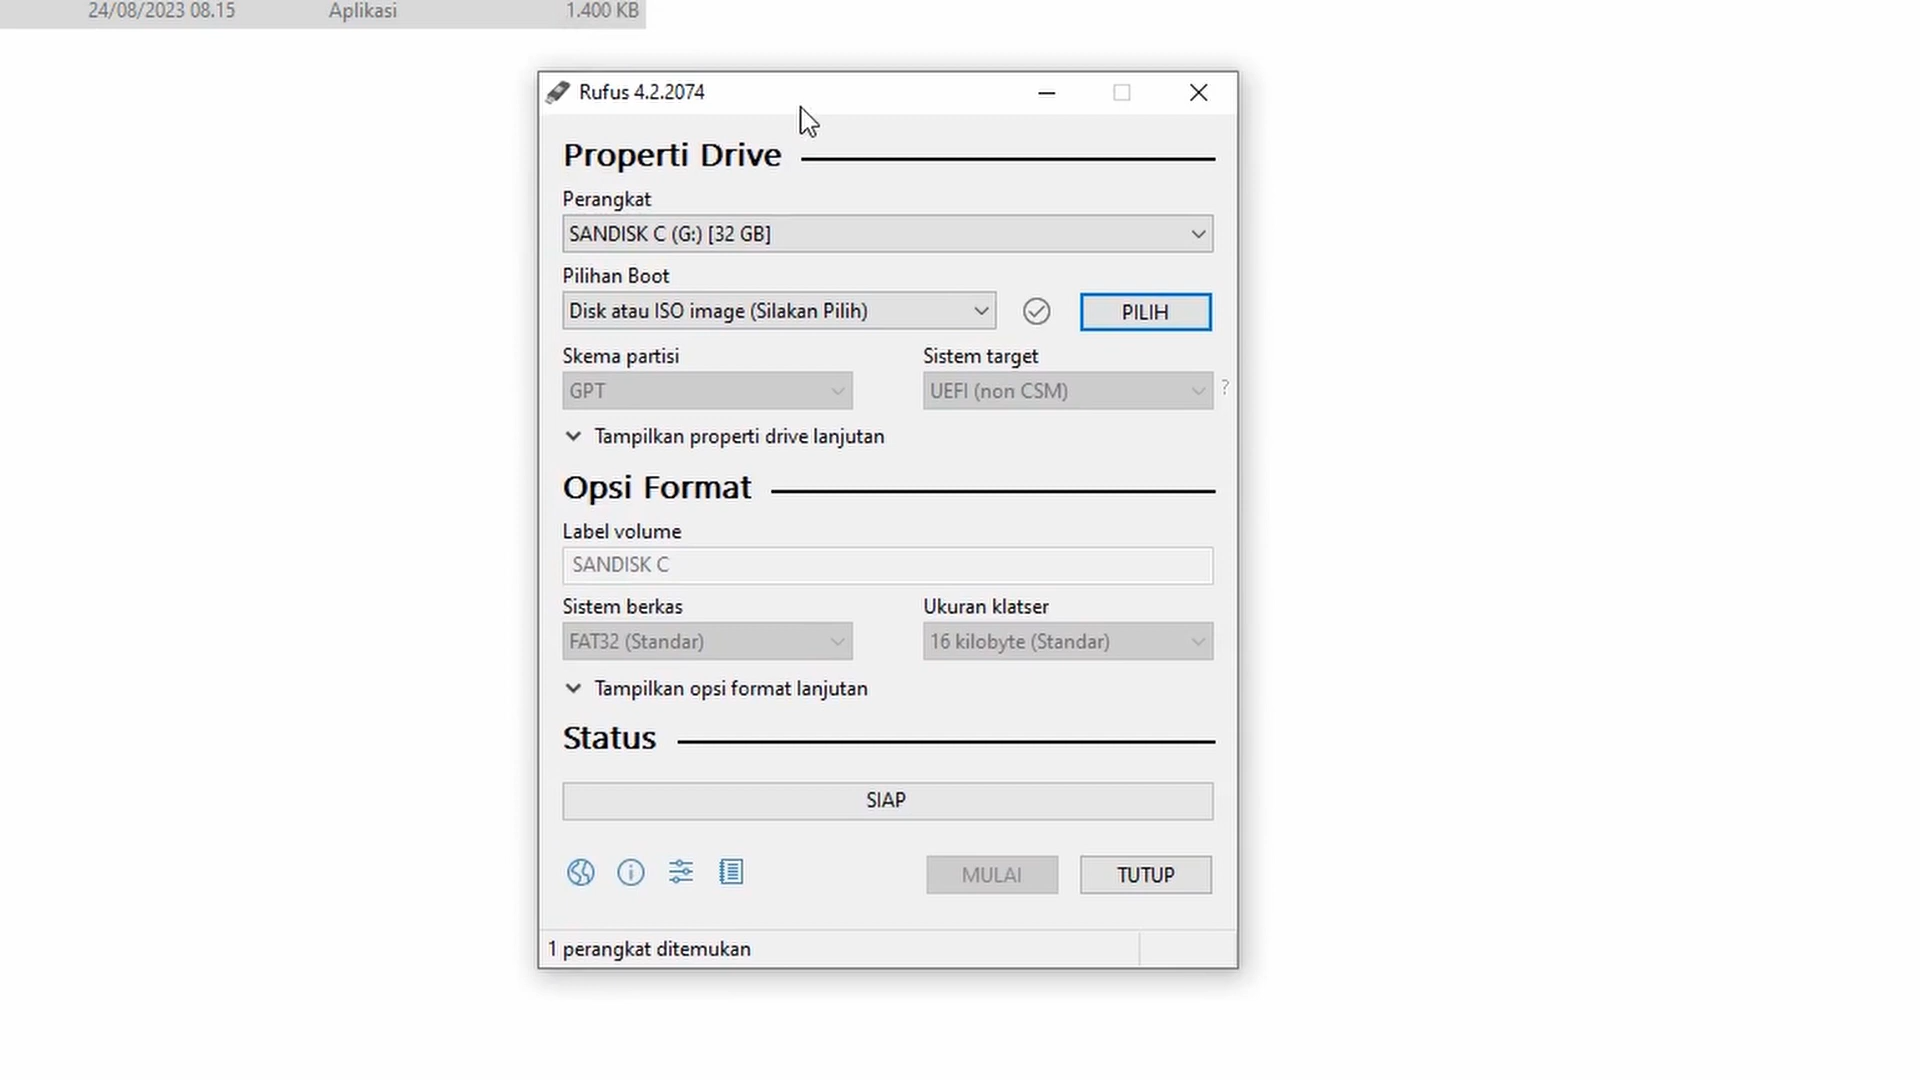 24/08/2023 08.15 Aplikasi 1.400 KB
Rufus 4.2.2074
Properti Drive
Perangkat
SANDISK C (G:) [32 GB]
Pilihan Boot
Disk atau ISO image (Silakan Pilih) PILIH
Skema partisi Sistem target
GPT UEFI (non CSM) ?
Tampilkan properti drive lanjutan
Opsi Format
Label volume
SANDISK C
Sistem berkas Ukuran klatser
FAT32 (Standar) 16 kilobyte (Standar)
Tampilkan opsi format lanjutan
Status
SIAP
MULAI TUTUP
1 perangkat ditemukan